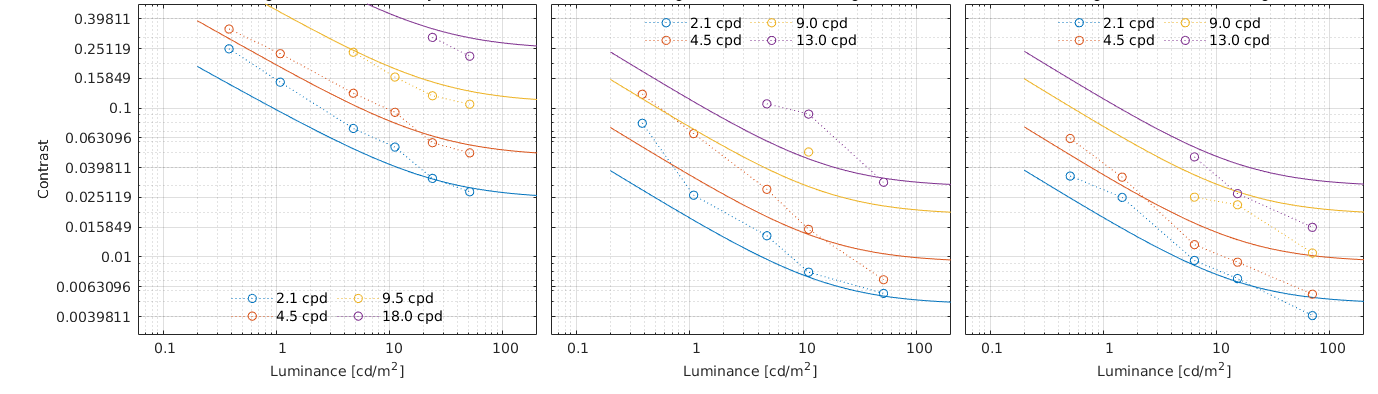 0.39811
0.25119
0.15849
0.1
0.063096
0.039811
0.025119
0.015849
0.01
0.0063096
0.0039811
Contrast
2.1 cpd 9.5 cpd
4.5 cpd 18.0 cpd
0.1 1 10 100
Luminance [cd/m²]
2.1 cpd 9.0 cpd
4.5 cpd 13.0 cpd
0.1 1 10 100
Luminance [cd/m²]
2.1 cpd 9.0 cpd
4.5 cpd 13.0 cpd
0.1 1 10 100
Luminance [cd/m²]